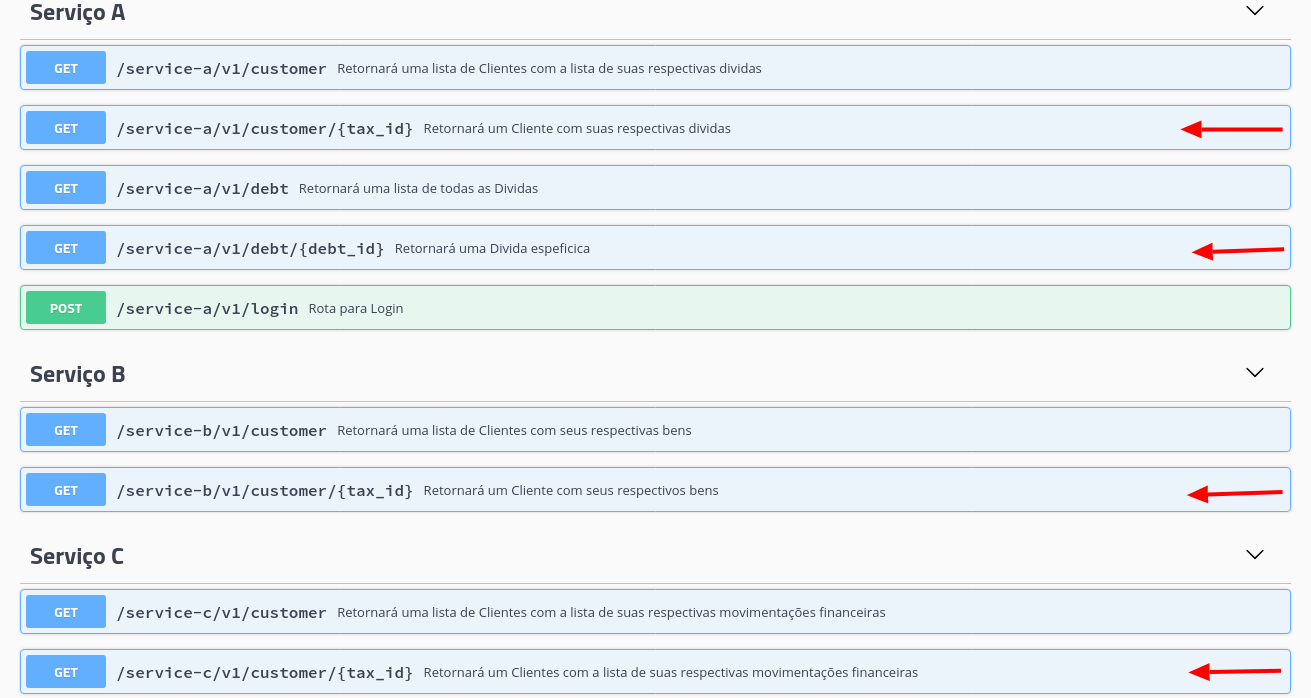 Serviço A
GET /service-a/v1/customer Retornará uma lista de Clientes com a lista de suas respectivas dividas
GET /service-a/v1/customer/{tax_id} Retornará um Cliente com suas respectivas dividas
GET /service-a/v1/debt Retornará uma lista de todas as Dividas
GET /service-a/v1/debt/{debt_id} Retornará uma Divida espeficica
POST /service-a/v1/login Rota para Login
Serviço B
GET /service-b/v1/customer Retornará uma lista de Clientes com seus respectivas bens
GET /service-b/v1/customer/{tax_id} Retornará um Cliente com seus respectivos bens
Serviço C
GET /service-c/v1/customer Retornará uma lista de Clientes com a lista de suas respectivas movimentações financeiras
GET /service-c/v1/customer/{tax_id} Retornará um Clientes com a lista de suas respectivas movimentações financeiras